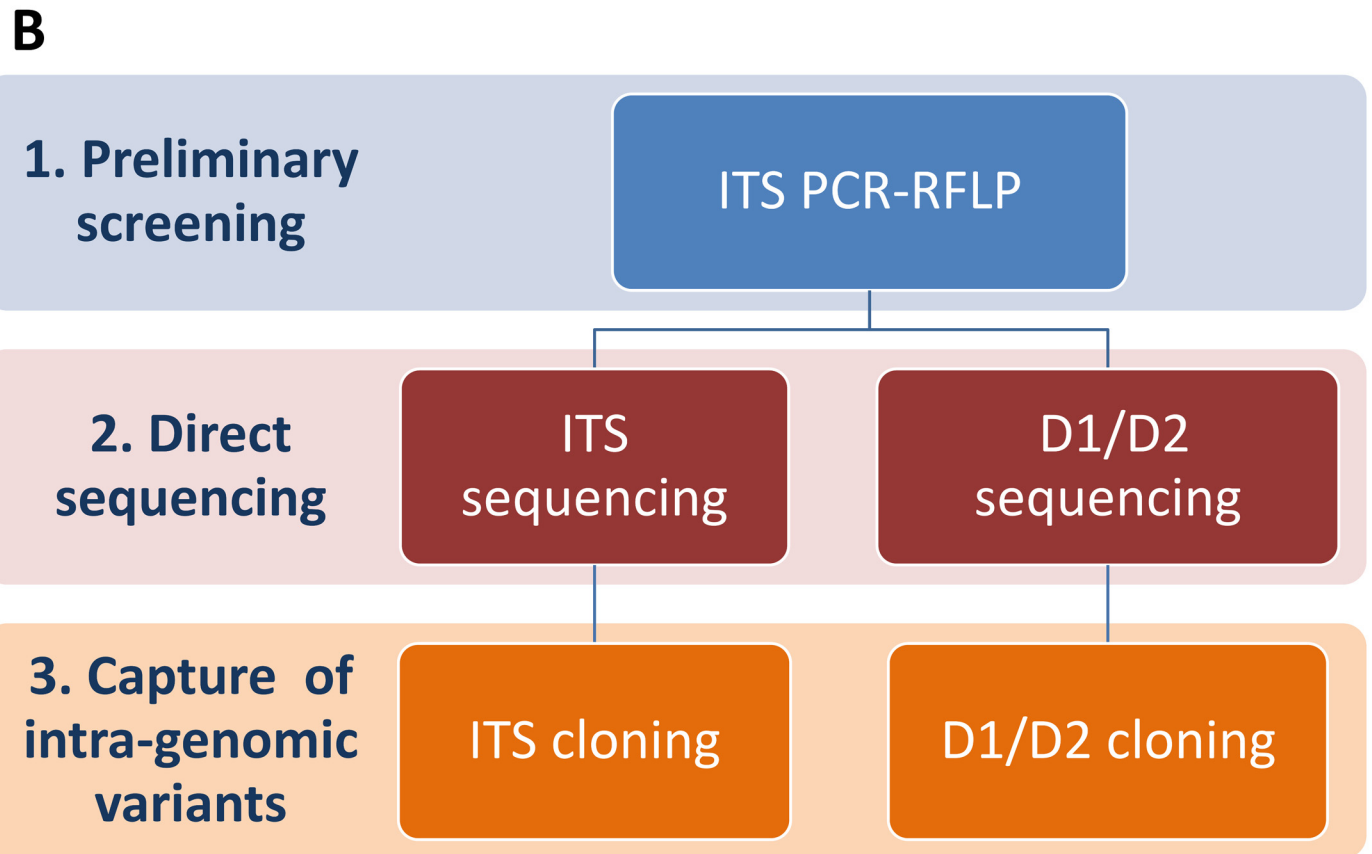 B
1. Preliminary
screening
ITS PCR-RFLP
2. Direct
sequencing
ITS
sequencing
D1/D2
sequencing
3. Capture of
intra-genomic
variants
ITS cloning
D1/D2 cloning